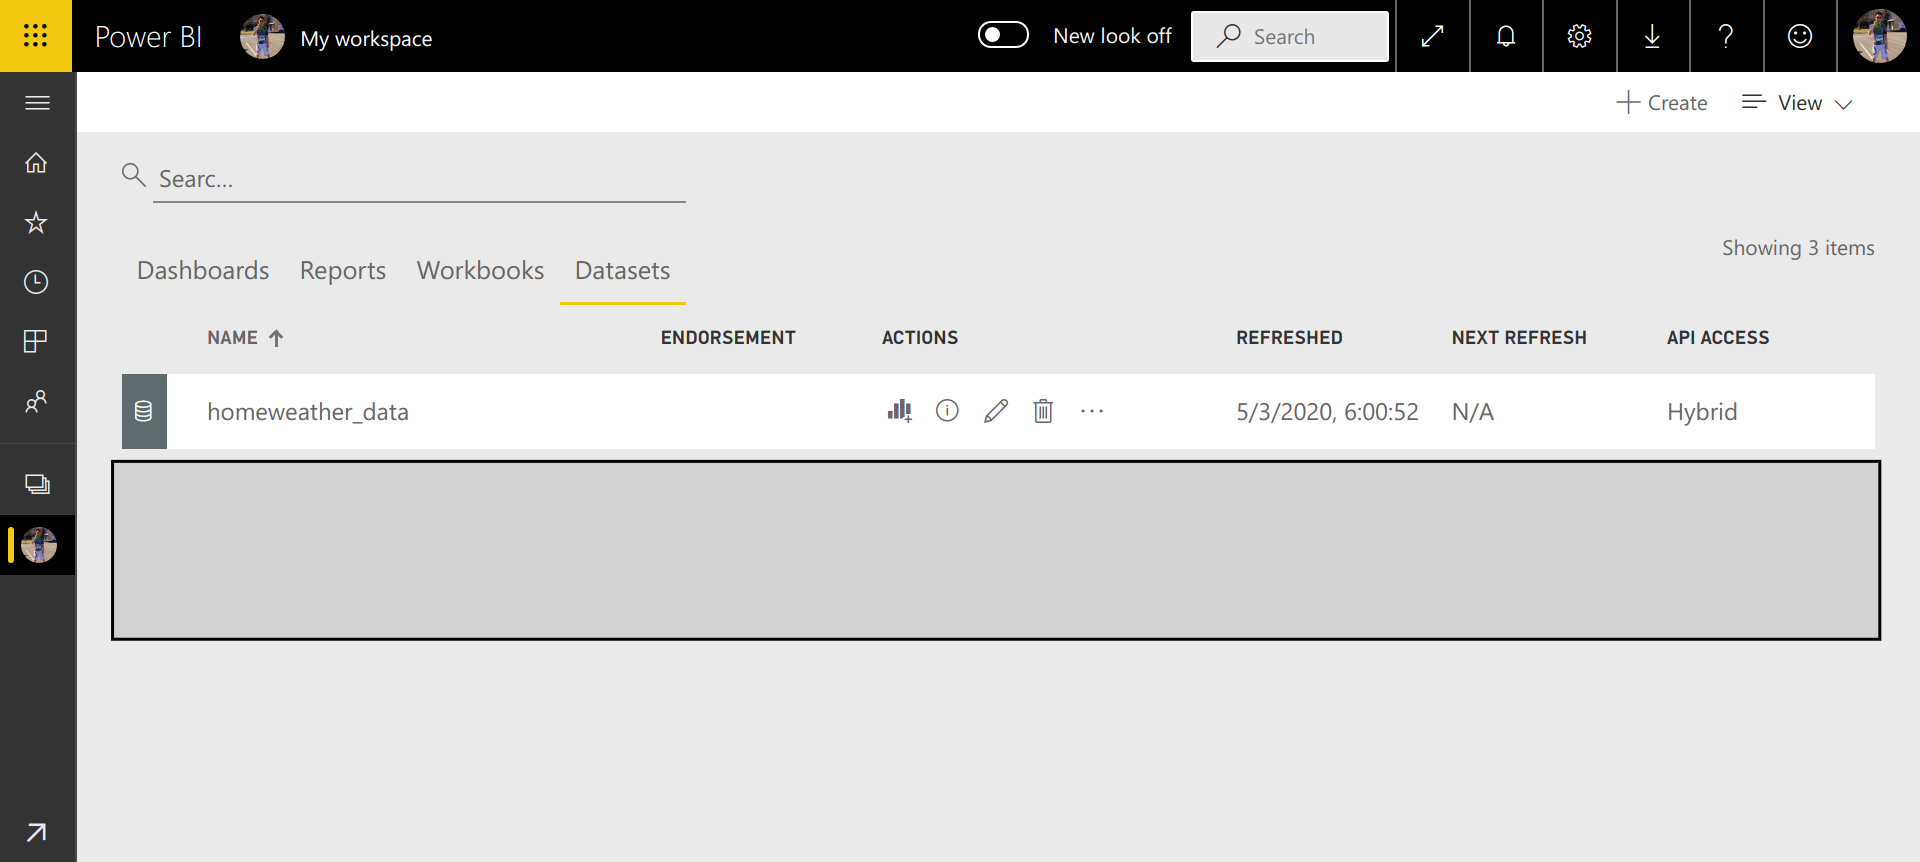 Power BI My workspace New look off Search
Create View
Searc...
Showing 3 items
Dashboards Reports Workbooks Datasets
NAME ENDORSEMENT ACTIONS REFRESHED NEXT REFRESH API ACCESS
homeweather_data 5/3/2020, 6:00:52 N/A Hybrid